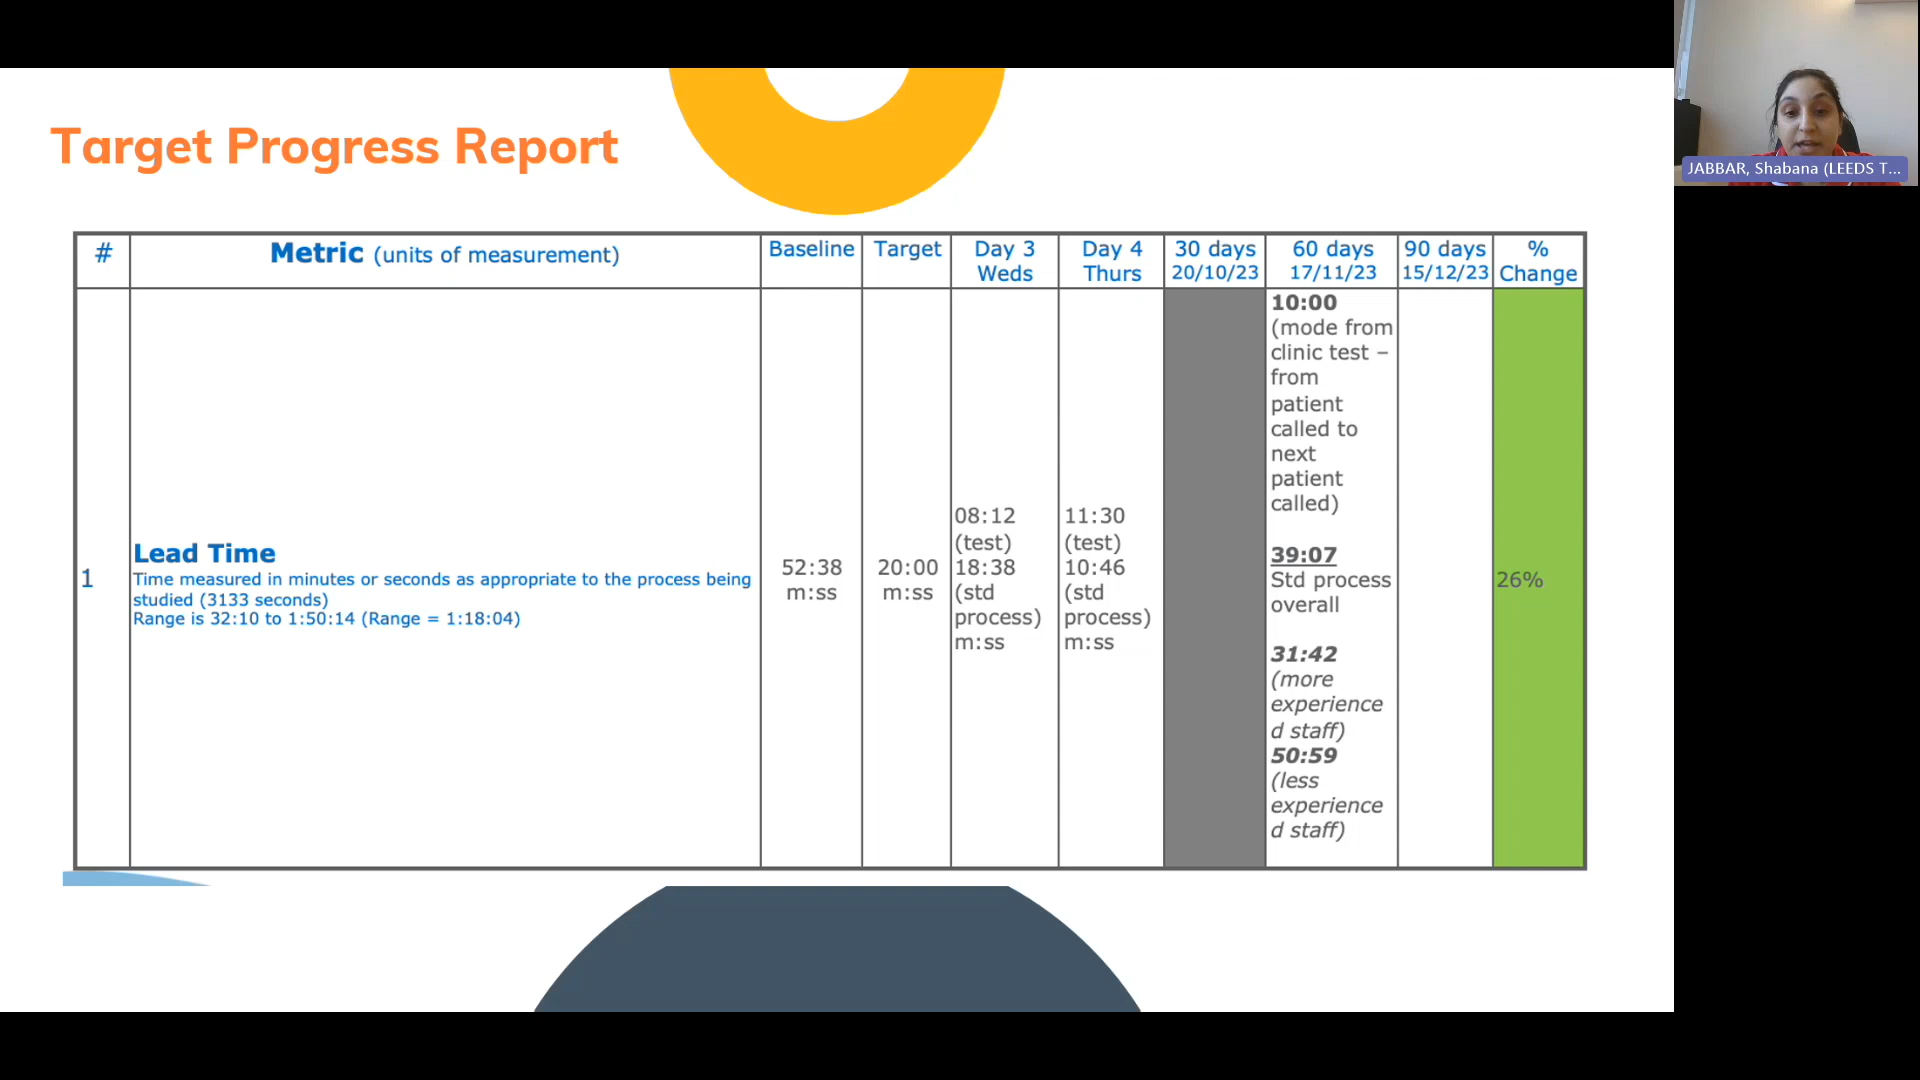 Target Progress Report
JABBAR, Shabana (LEEDS T...
# Metric (units of measurement) Baseline Target Day 3 Weds Day 4 Thurs 30 days 20/10/23 60 days 17/11/23 90 days 15/12/23 % Change
1
Lead Time
Time measured in minutes or seconds as appropriate to the process being
studied (3133 seconds)
Range is 32:10 to 1:50:14 (Range = 1:18:04)
52:38
m:ss
20:00
m:ss
08:12
(test)
18:38
(std
process)
m:ss
11:30
(test)
10:46
(std
process)
m:ss
10:00
(mode from
clinic test –
from
patient
called to
next
patient
called)
39:07
Std process
overall
31:42
(more
experience
d staff)
50:59
(less
experience
d staff)
26%